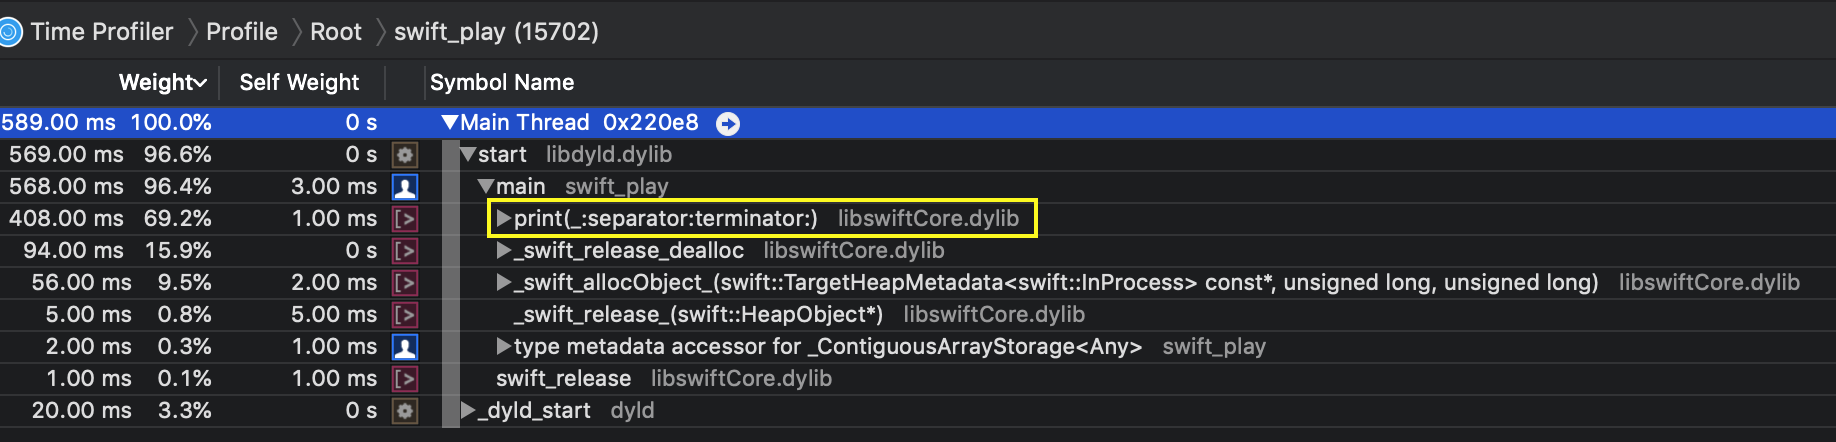 Time Profiler Profile Root swift_play (15702)
Weight Self Weight Symbol Name
589.00 ms 100.0% 0 s Main Thread 0x220e8
569.00 ms 96.6% 0 s start libdyld.dylib
568.00 ms 96.4% 3.00 ms main swift_play
408.00 ms 69.2% 1.00 ms print(_:separator:terminator:) libswiftCore.dylib
94.00 ms 15.9% 0 s _swift_release_dealloc libswiftCore.dylib
56.00 ms 9.5% 2.00 ms _swift_allocObject_(swift::TargetHeapMetadata<swift::InProcess> const*, unsigned long, unsigned long) libswiftCore.dylib
5.00 ms 0.8% 5.00 ms _swift_release_(swift::HeapObject*) libswiftCore.dylib
2.00 ms 0.3% 1.00 ms type metadata accessor for _ContiguousArrayStorage<Any> swift_play
1.00 ms 0.1% 1.00 ms swift_release libswiftCore.dylib
20.00 ms 3.3% 0 s _dyld_start dyld